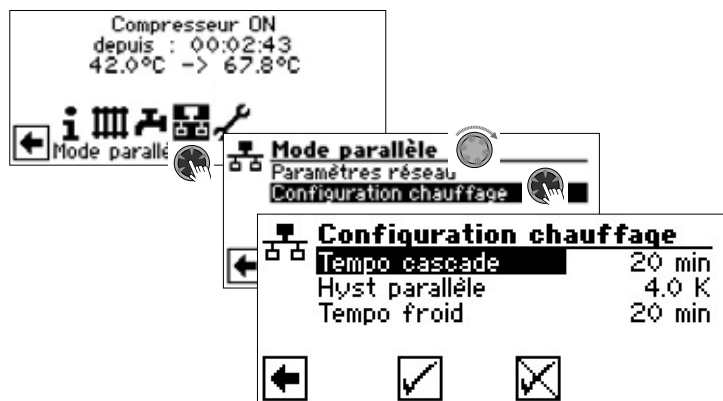 Compresseur ON
depuis : 00:02:43
42.0°C -> 67.8°C
Mode parallè
Mode parallèle
Paramètres réseau
Configuration chauffage
Configuration chauffage
Tempo cascade 20 min
Hyst parallèle 4.0 K
Tempo froid 20 min